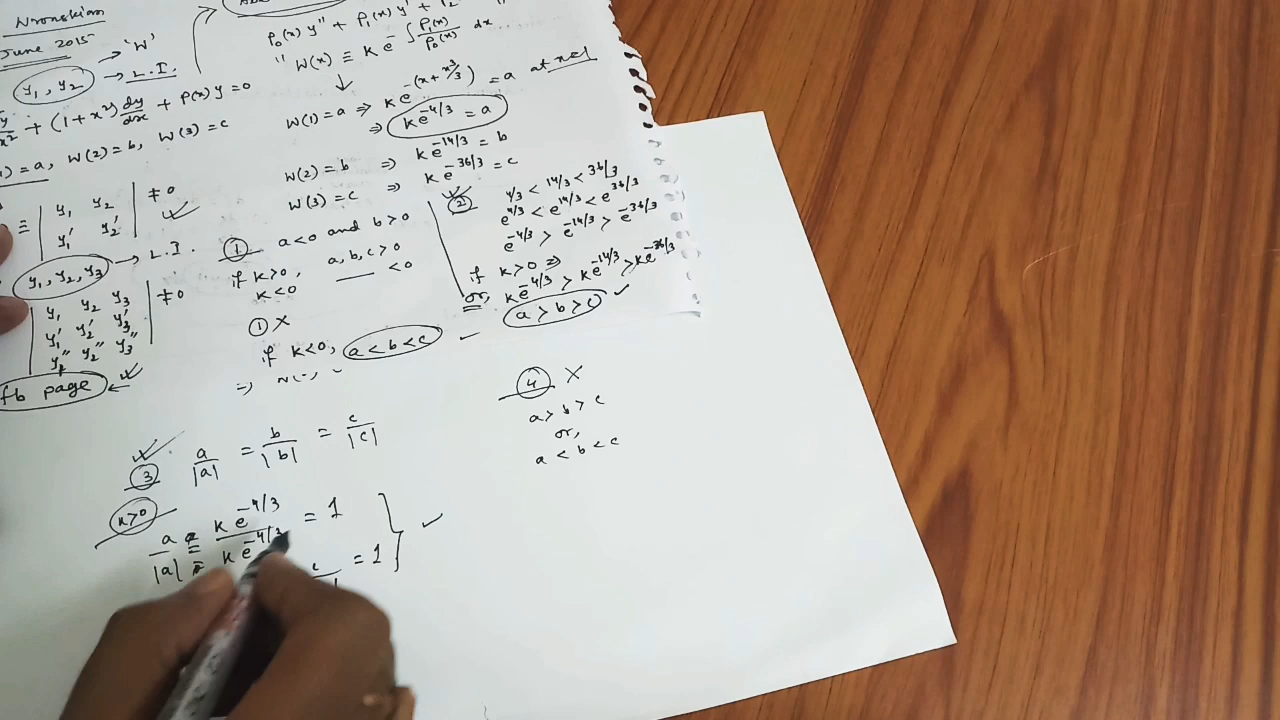 Wronskian
June 2015
→ 'W'
y₁, y₂ → L.I.
+ (1+x²) dy/dx + P(x) y = 0
= a, W(2) = b, W(3) = c
≡ | y₁ y₂ | ≠ 0
| y₁' y₂' |
y₁, y₂, y₃ → L.I.
| y₁ y₂ y₃ | ≠ 0
| y₁' y₂' y₃' |
| y₁'' y₂'' y₃'' |
fb page ←
P₀(x) y'' + P₁(x) y' +
" W(x) ≡ K e^-∫ P₁(x)/P₀(x) dx "
↓
W(1) = a ⇒ K e^-(x + x³/3) = a at x=1
⇒ K e^-4/3 = a
W(2) = b ⇒ K e^-14/3 = b
W(3) = c ⇒ K e^-36/3 = c
① a<0 and b>0
if K>0, a, b, c >0
K<0 ___ <0
① ×
if K<0, a < b < c ✓
② ✓
4/3 < 14/3 < 36/3
e^4/3 < e^14/3 < e^36/3
e^-4/3 > e^-14/3 > e^-36/3
if K>0 ⇒
or, K e^-4/3 > K e^-14/3 > K e^-36/3
a > b > c ✓
③ ✓ a/|a| = b/|b| = c/|c|
K>0
a/|a| = K e^-4/3 / K e^-4/3 = 1
= 1 } ✓
④ ×
a > b > c
or,
a < b < c